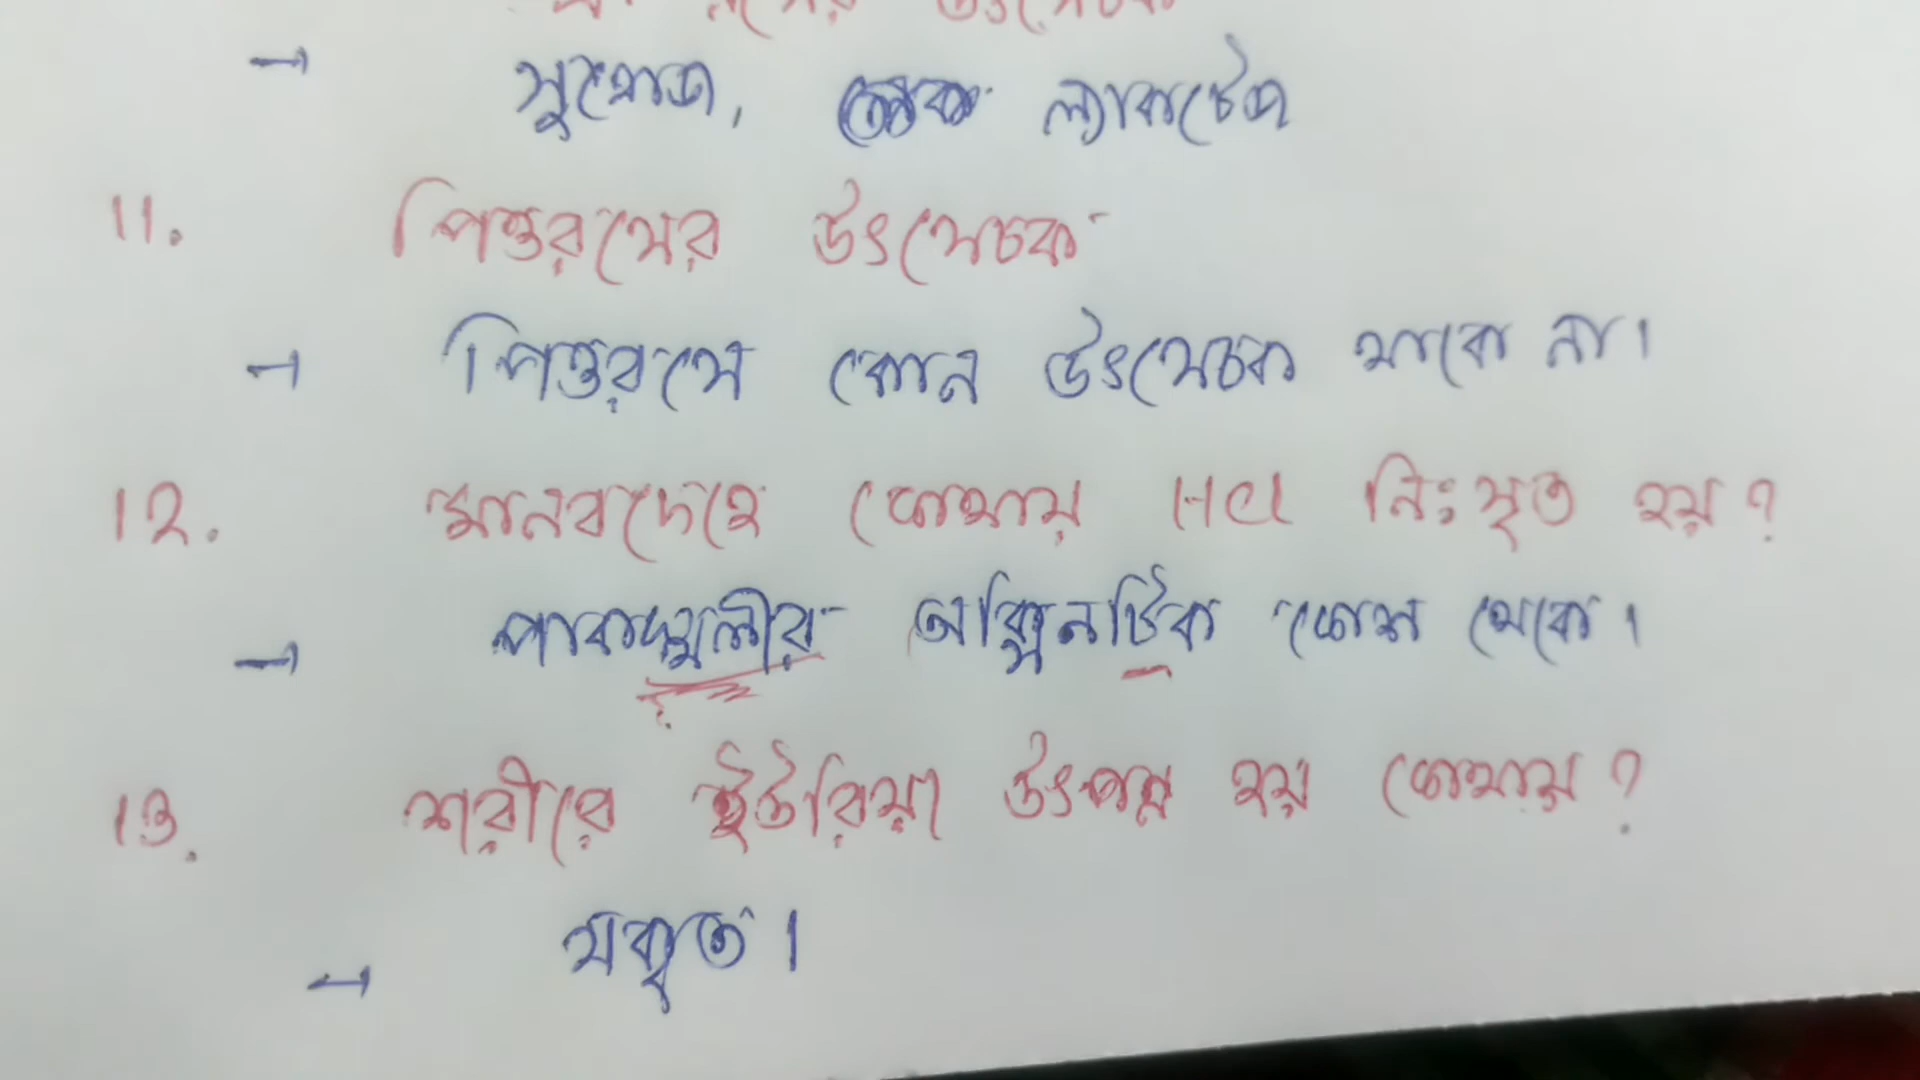 → সুক্রোজ, ল্যাকটেজ
11. পিত্তরসের উৎসেচক
→ পিত্তরসে কোন উৎসেচক থাকে না।
12. মানবদেহে কোথায় HCl নিঃসৃত হয়?
→ পাকস্থলীর অক্সিনটিক কোশ থেকে।
13. শরীরে ইউরিয়া উৎপন্ন হয় কোথায়?
→ যকৃত।